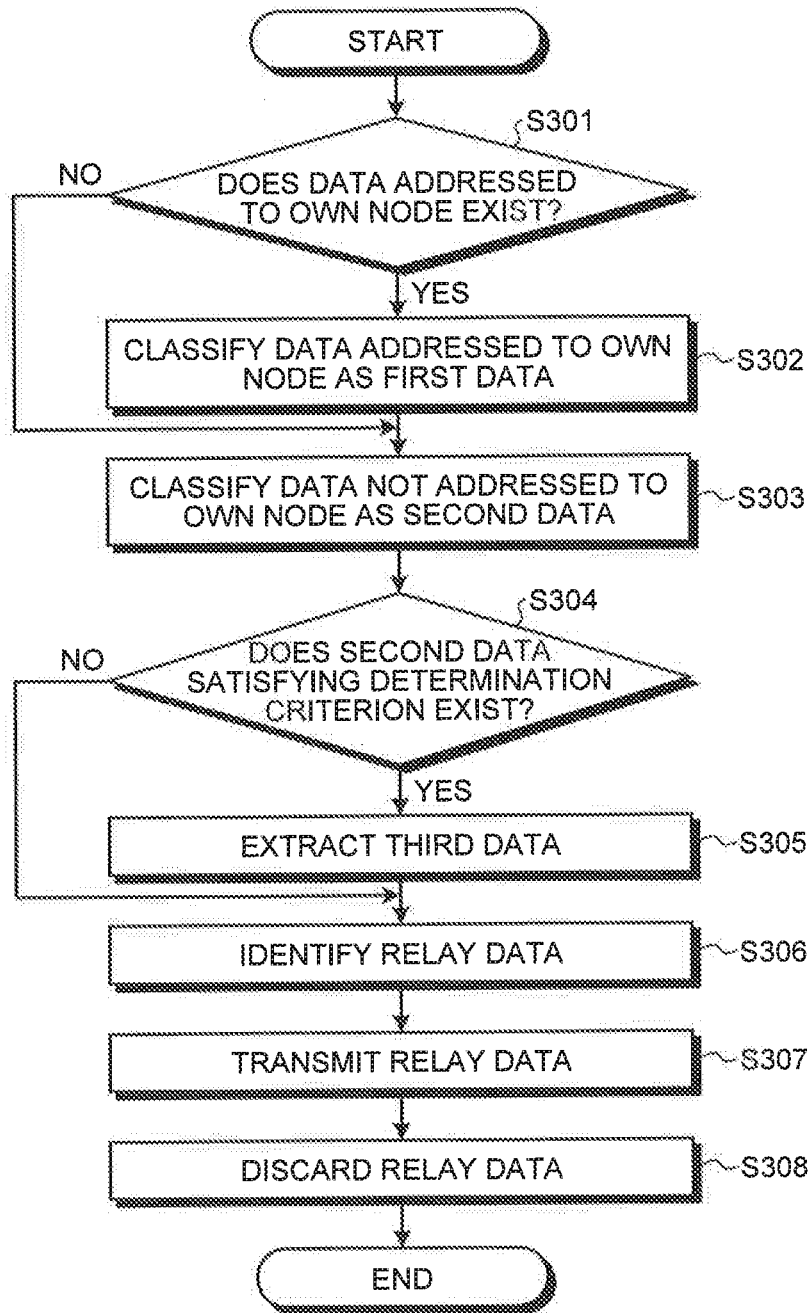 START
S301
NO
DOES DATA ADDRESSED
TO OWN NODE EXIST?
YES
CLASSIFY DATA ADDRESSED TO OWN
NODE AS FIRST DATA
S302
CLASSIFY DATA NOT ADDRESSED TO
OWN NODE AS SECOND DATA
S303
S304
NO
DOES SECOND DATA
SATISFYING DETERMINATION
CRITERION EXIST?
YES
EXTRACT THIRD DATA
S305
IDENTIFY RELAY DATA
S306
TRANSMIT RELAY DATA
S307
DISCARD RELAY DATA
S308
END